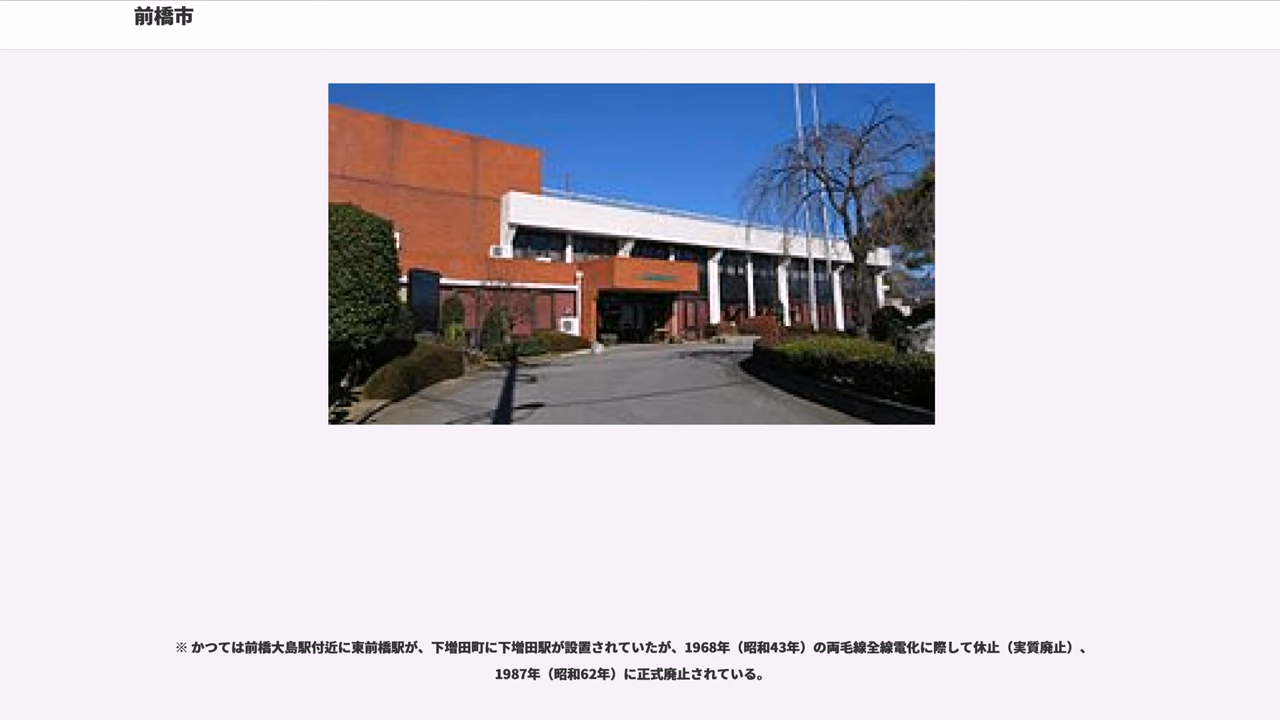 前橋市
※ かつては前橋大島駅付近に東前橋駅が、下増田町に下増田駅が設置されていたが、1968年（昭和43年）の両毛線全線電化に際して休止（実質廃止）、
1987年（昭和62年）に正式廃止されている。